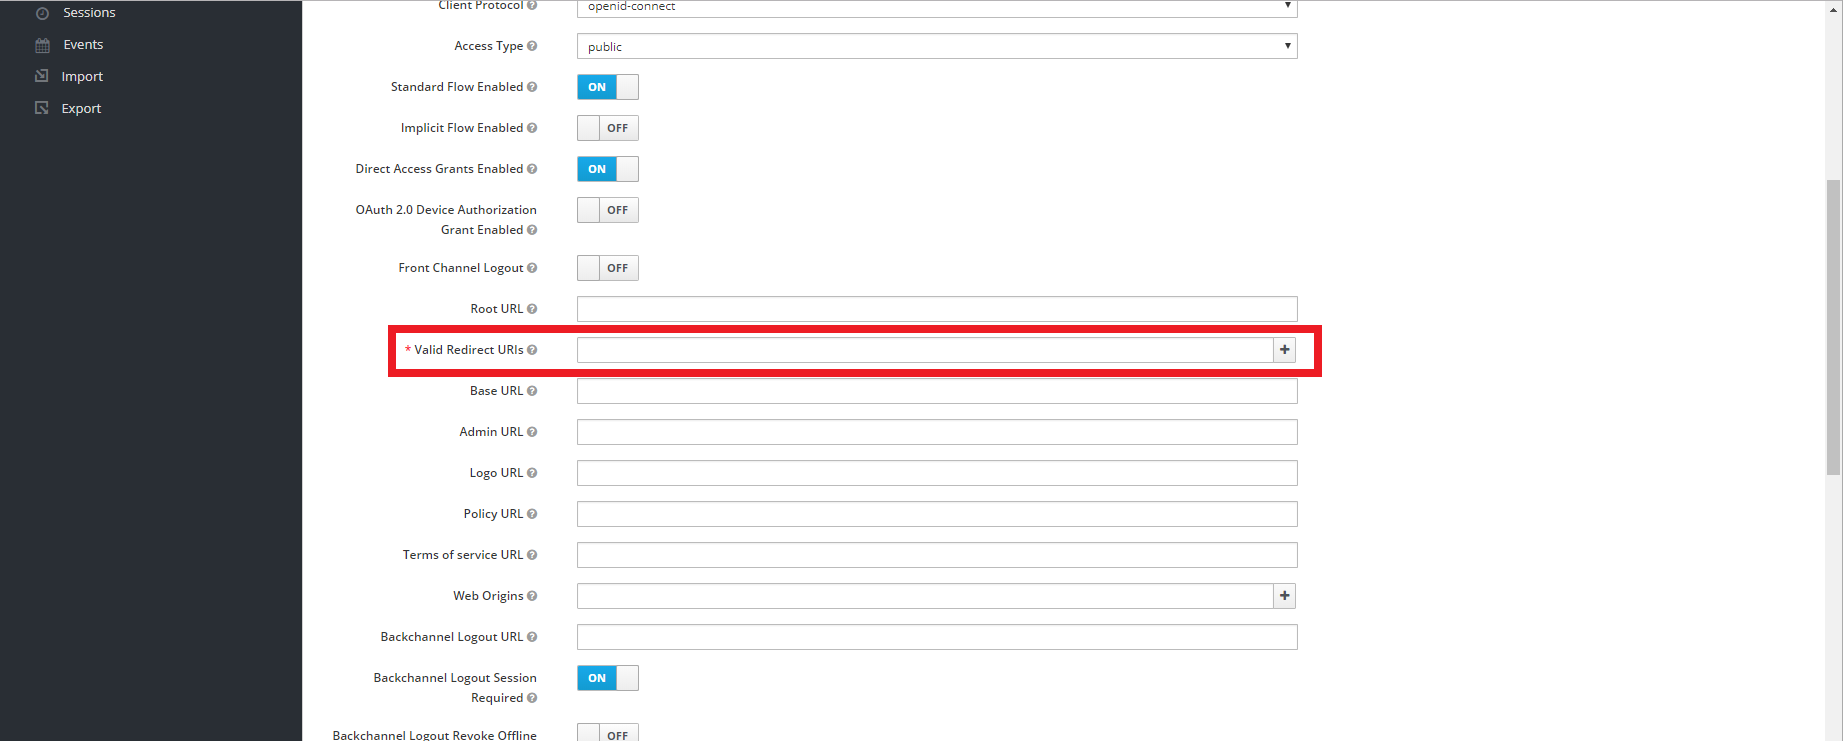 Sessions
Events
Import
Export
Client Protocol
openid-connect
Access Type
public
Standard Flow Enabled
ON
Implicit Flow Enabled
OFF
Direct Access Grants Enabled
ON
OAuth 2.0 Device Authorization
Grant Enabled
OFF
Front Channel Logout
OFF
Root URL
* Valid Redirect URIs
Base URL
Admin URL
Logo URL
Policy URL
Terms of service URL
Web Origins
Backchannel Logout URL
Backchannel Logout Session
Required
ON
Backchannel Logout Revoke Offline
OFF